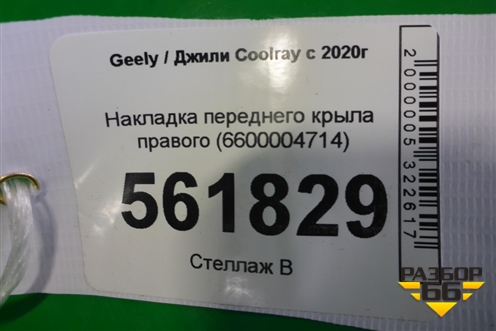 Geely / Джили Coolray с 2020г
Накладка переднего крыла
правого (6600004714)
561829
Стеллаж В
2000005322617
РАЗБОР
66